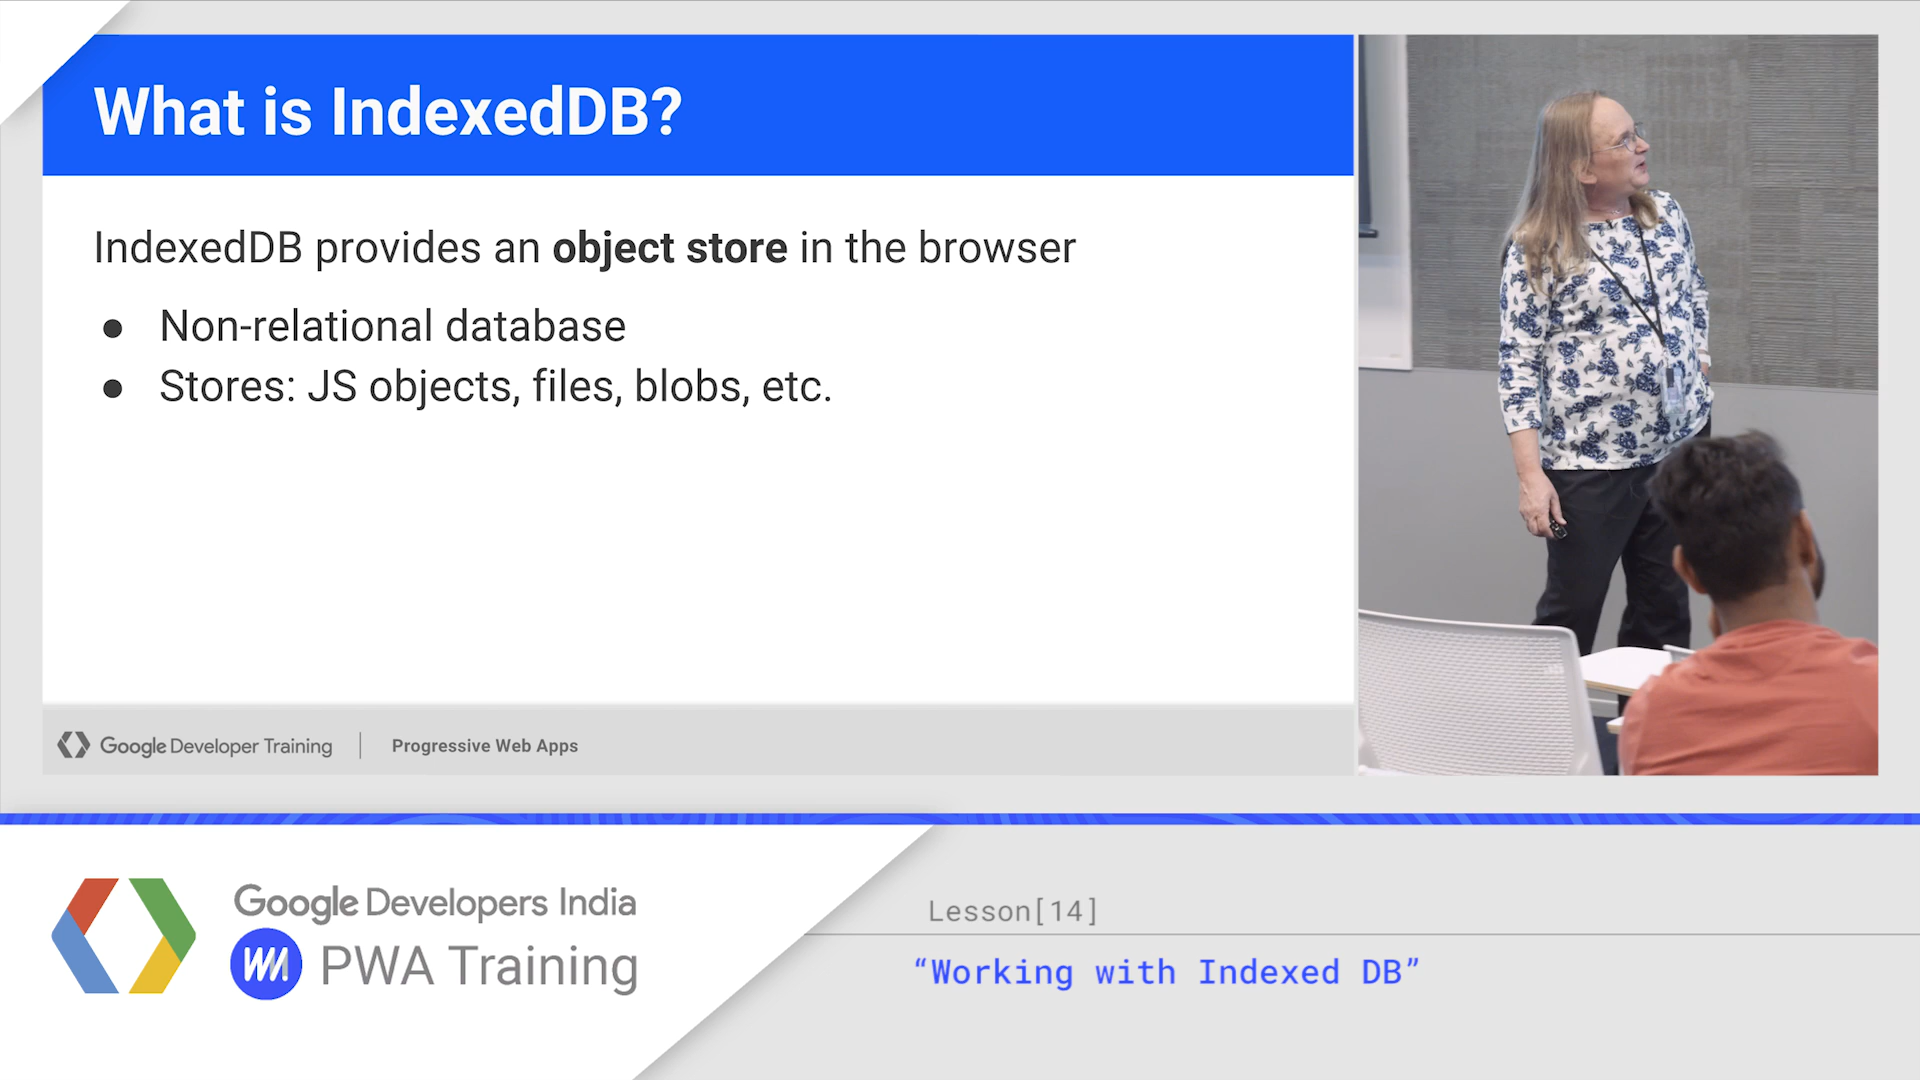 What is IndexedDB?
IndexedDB provides an object store in the browser
● Non-relational database
● Stores: JS objects, files, blobs, etc.
Google Developer Training | Progressive Web Apps
Google Developers India
PWA Training
Lesson[14]
“Working with Indexed DB”